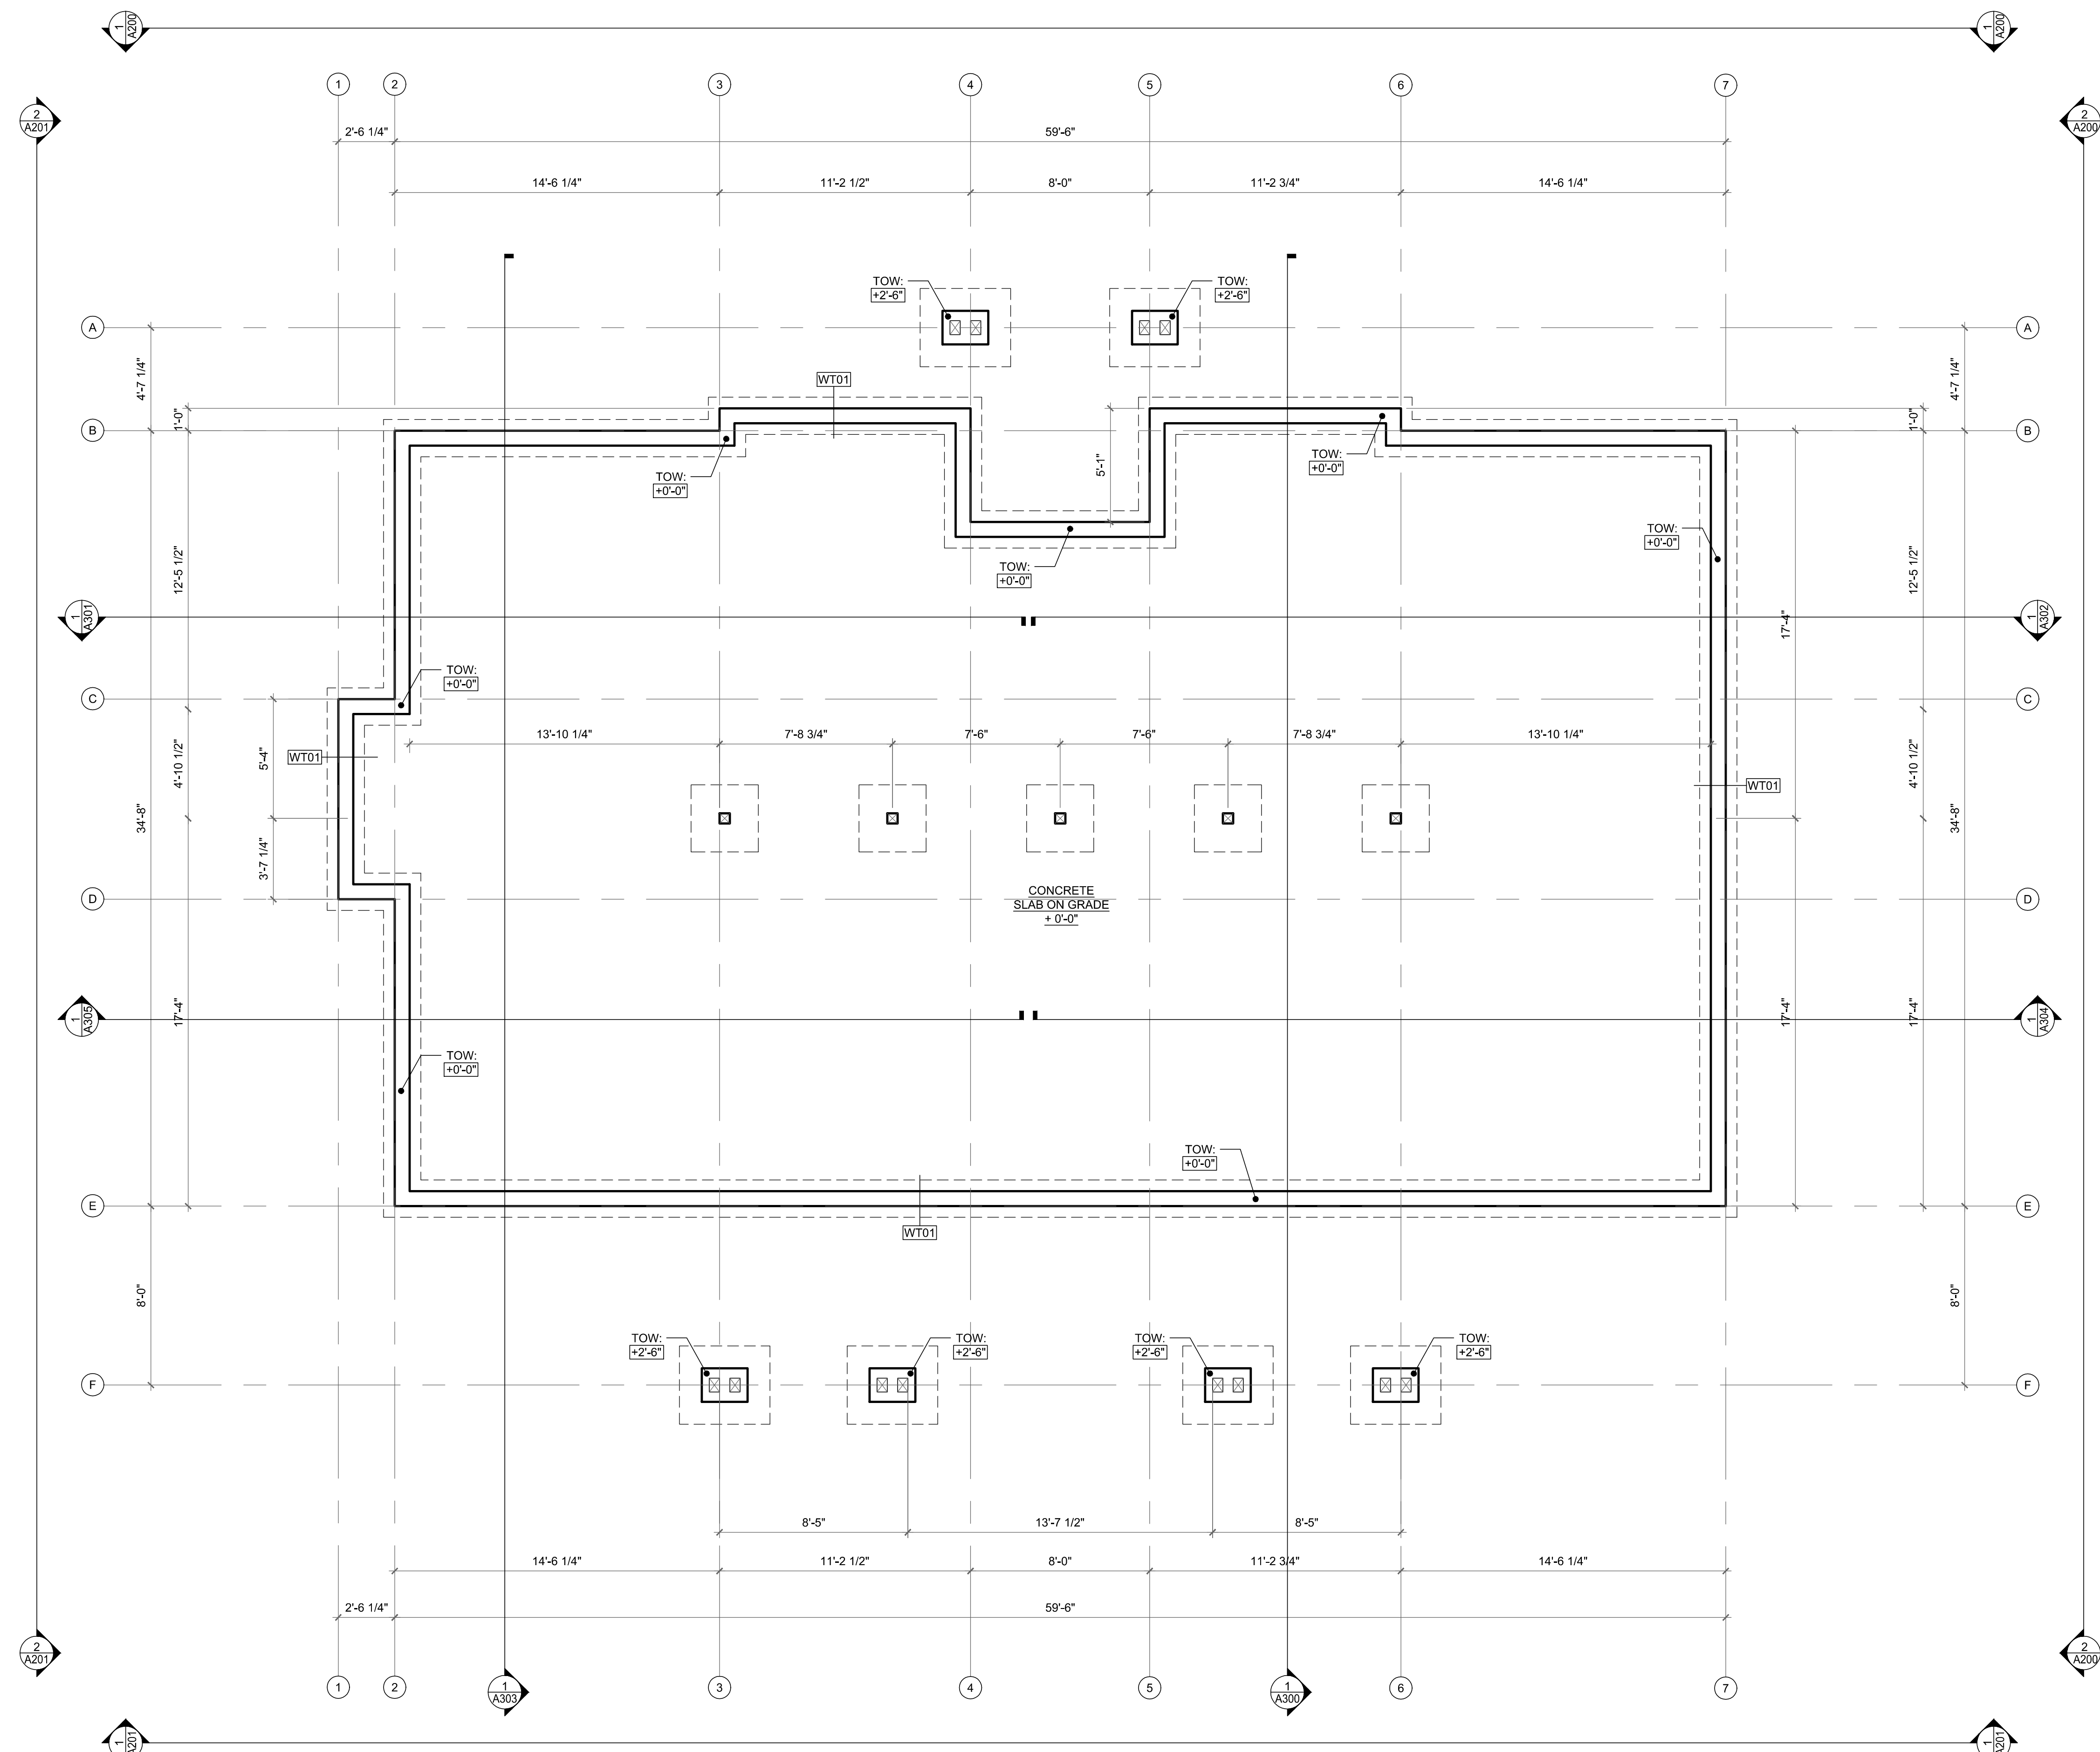 1
A200
1
A200
1
2
3
4
5
6
7
2
A201
2
A200
2'-6 1/4"
59'-6"
14'-6 1/4"
11'-2 1/2"
8'-0"
11'-2 3/4"
14'-6 1/4"
TOW:
+2'-6"
TOW:
+2'-6"
A
A
4'-7 1/4"
4'-7 1/4"
WT01
1'-0"
1'-0"
B
B
5'-1"
TOW:
+0'-0"
TOW:
+0'-0"
TOW:
+0'-0"
TOW:
+0'-0"
12'-5 1/2"
12'-5 1/2"
1
A301
1
A302
17'-4"
TOW:
+0'-0"
C
C
13'-10 1/4"
7'-8 3/4"
7'-6"
7'-6"
7'-8 3/4"
13'-10 1/4"
WT01
5'-4"
4'-10 1/2"
4'-10 1/2"
WT01
34'-8"
34'-8"
3'-7 1/4"
D
D
CONCRETE
SLAB ON GRADE
+ 0'-0"
1
A305
17'-4"
17'-4"
17'-4"
1
A304
TOW:
+0'-0"
TOW:
+0'-0"
E
E
WT01
8'-0"
8'-0"
TOW:
+2'-6"
TOW:
+2'-6"
TOW:
+2'-6"
TOW:
+2'-6"
F
F
8'-5"
13'-7 1/2"
8'-5"
14'-6 1/4"
11'-2 1/2"
8'-0"
11'-2 3/4"
14'-6 1/4"
2'-6 1/4"
59'-6"
2
A201
2
A200
1
2
1
A303
3
4
5
1
A300
6
7
1
A201
1
A201